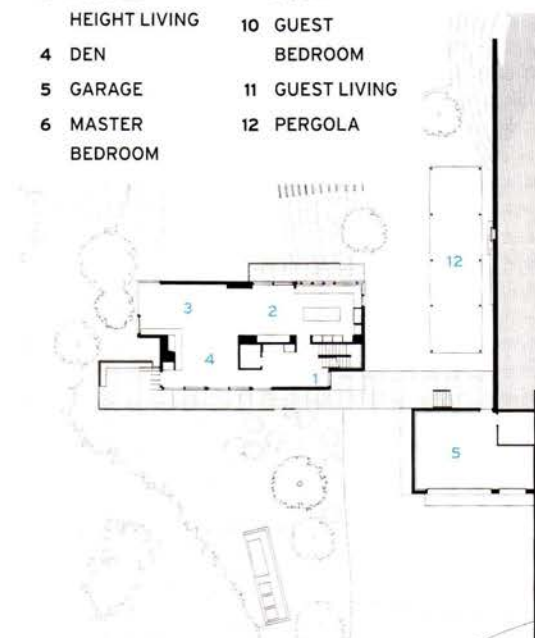 HEIGHT LIVING
4 DEN
5 GARAGE
6 MASTER
BEDROOM
10 GUEST
BEDROOM
11 GUEST LIVING
12 PERGOLA
12
3
2
4
1
5